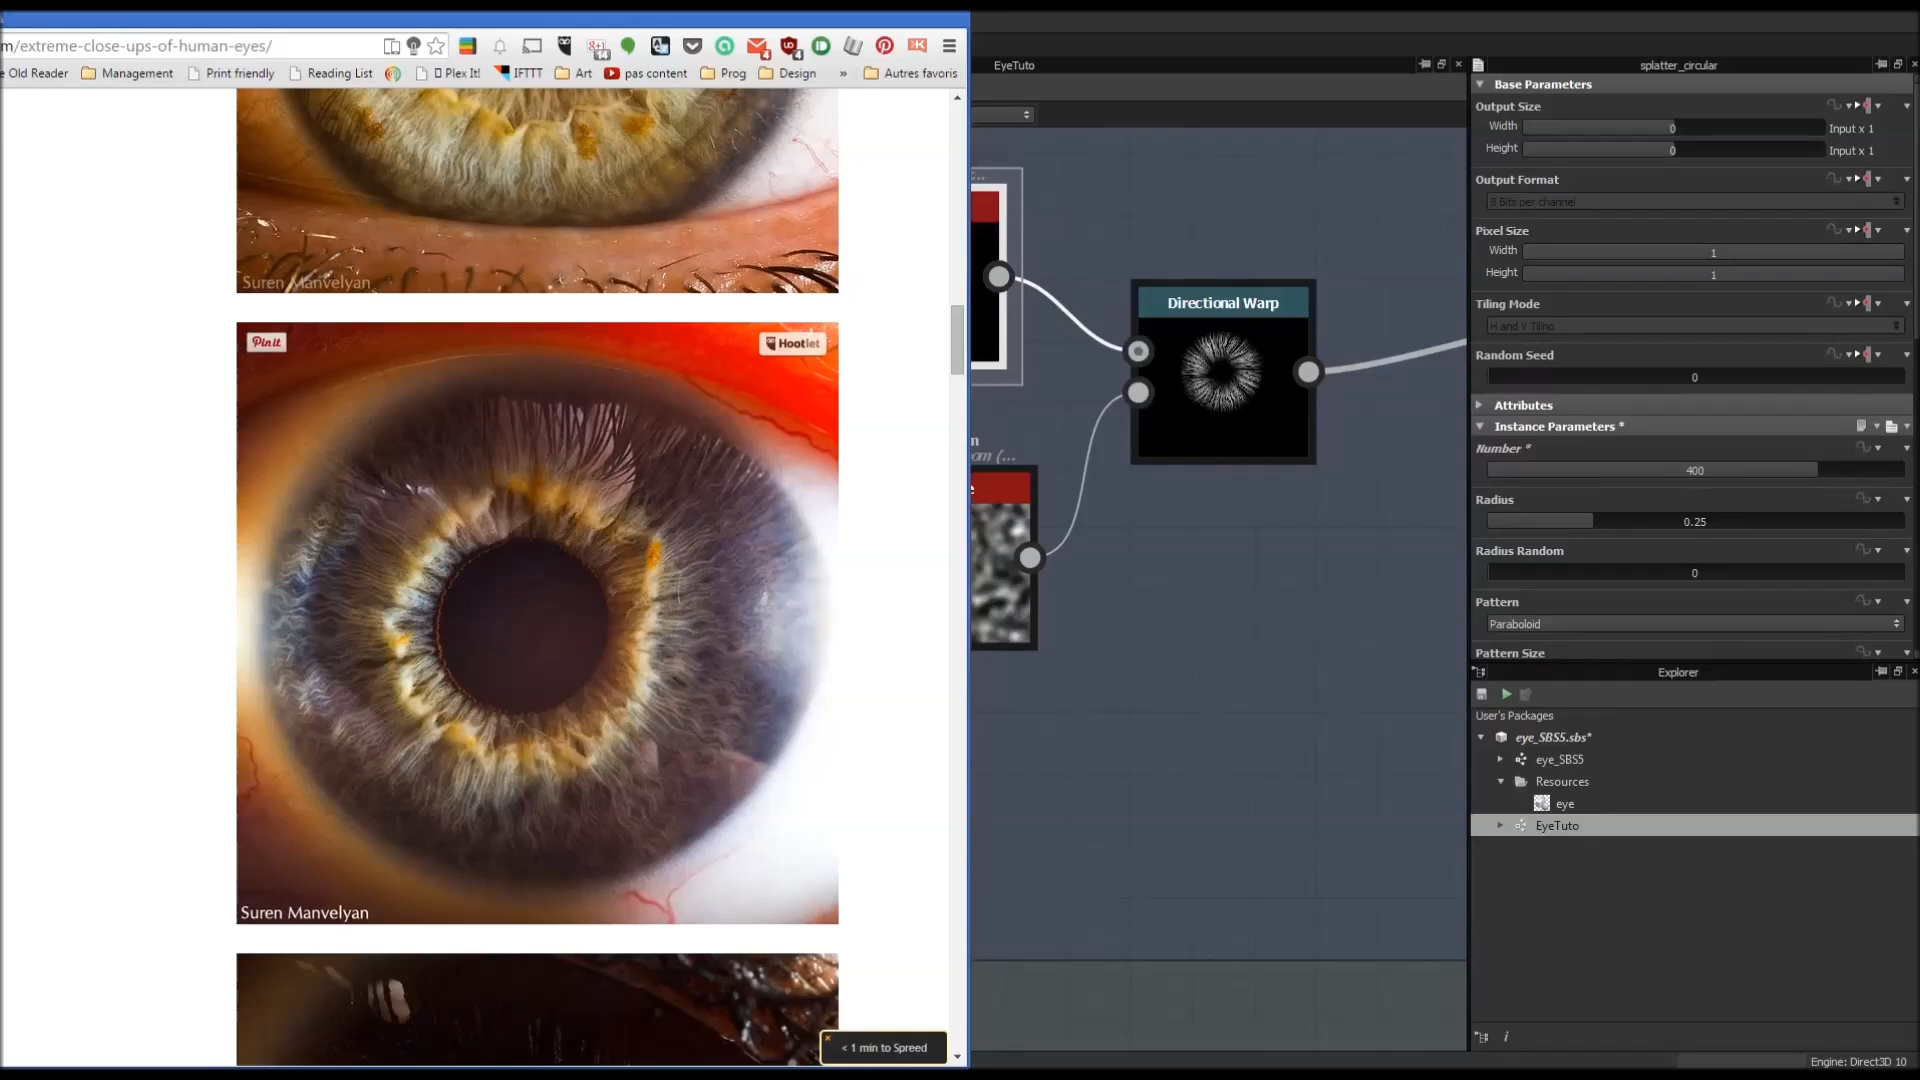 m/extreme-close-ups-of-human-eyes/
e Old Reader
Management
Print friendly
Reading List
Plex It!
IFTTT
Art
pas content
Prog
Design
»
Autres favoris
Suren Manvelyan
Pin it
Hootlet
Suren Manvelyan
< 1 min to Spreed
EyeTuto
Directional Warp
splatter_circular
Base Parameters
Output Size
Width 0 Input x 1
Height 0 Input x 1
Output Format
8 Bits per channel
Pixel Size
Width 1
Height 1
Tiling Mode
H and V Tiling
Random Seed
0
Attributes
Instance Parameters *
Number *
400
Radius
0.25
Radius Random
0
Pattern
Paraboloid
Pattern Size
Explorer
User's Packages
eye_SBS5.sbs*
eye_SBS5
Resources
eye
EyeTuto
Engine: Direct3D 10